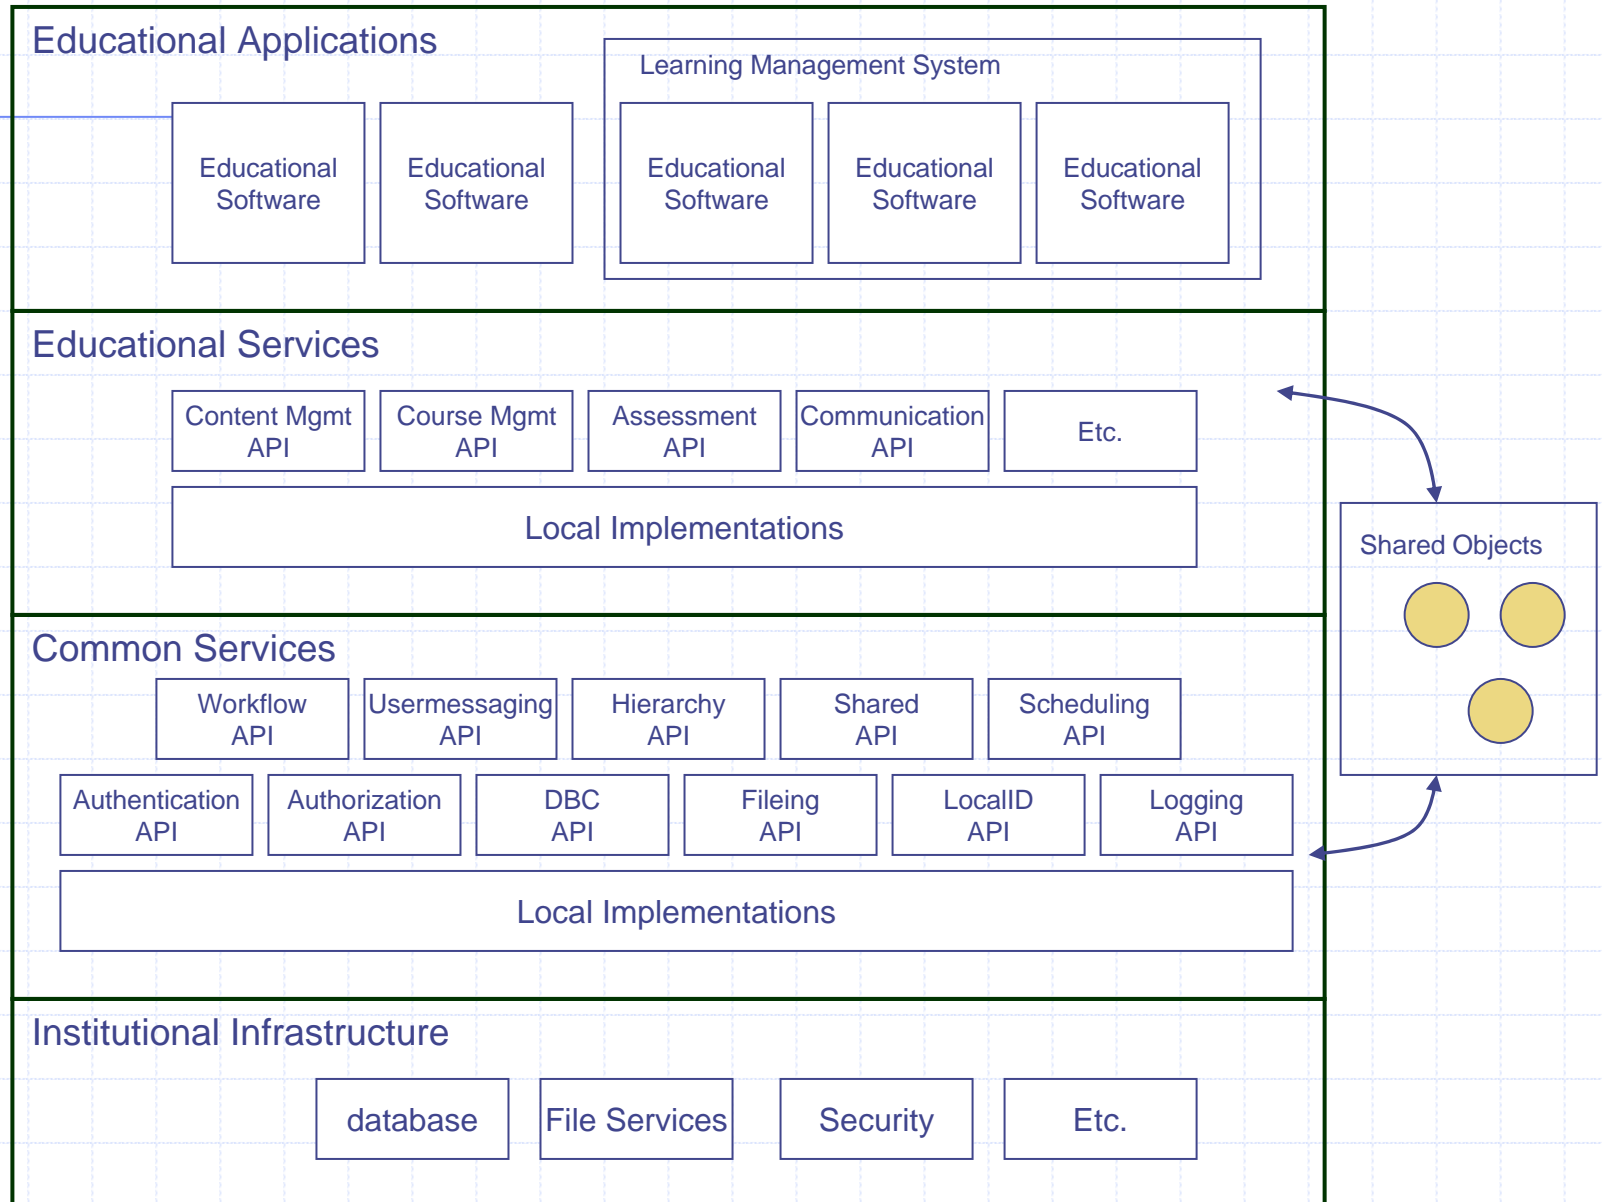 Educational Applications
Learning Management System
Educational
Software
Educational
Software
Educational
Software
Educational
Software
Educational
Software
Educational Services
Content Mgmt
API
Course Mgmt
API
Assessment
API
Communication
API
Etc.
Local Implementations
Shared Objects
Common Services
Workflow
API
Usermessaging
API
Hierarchy
API
Shared
API
Scheduling
API
Authentication
API
Authorization
API
DBC
API
Fileing
API
LocalID
API
Logging
API
Local Implementations
Institutional Infrastructure
database
File Services
Security
Etc.